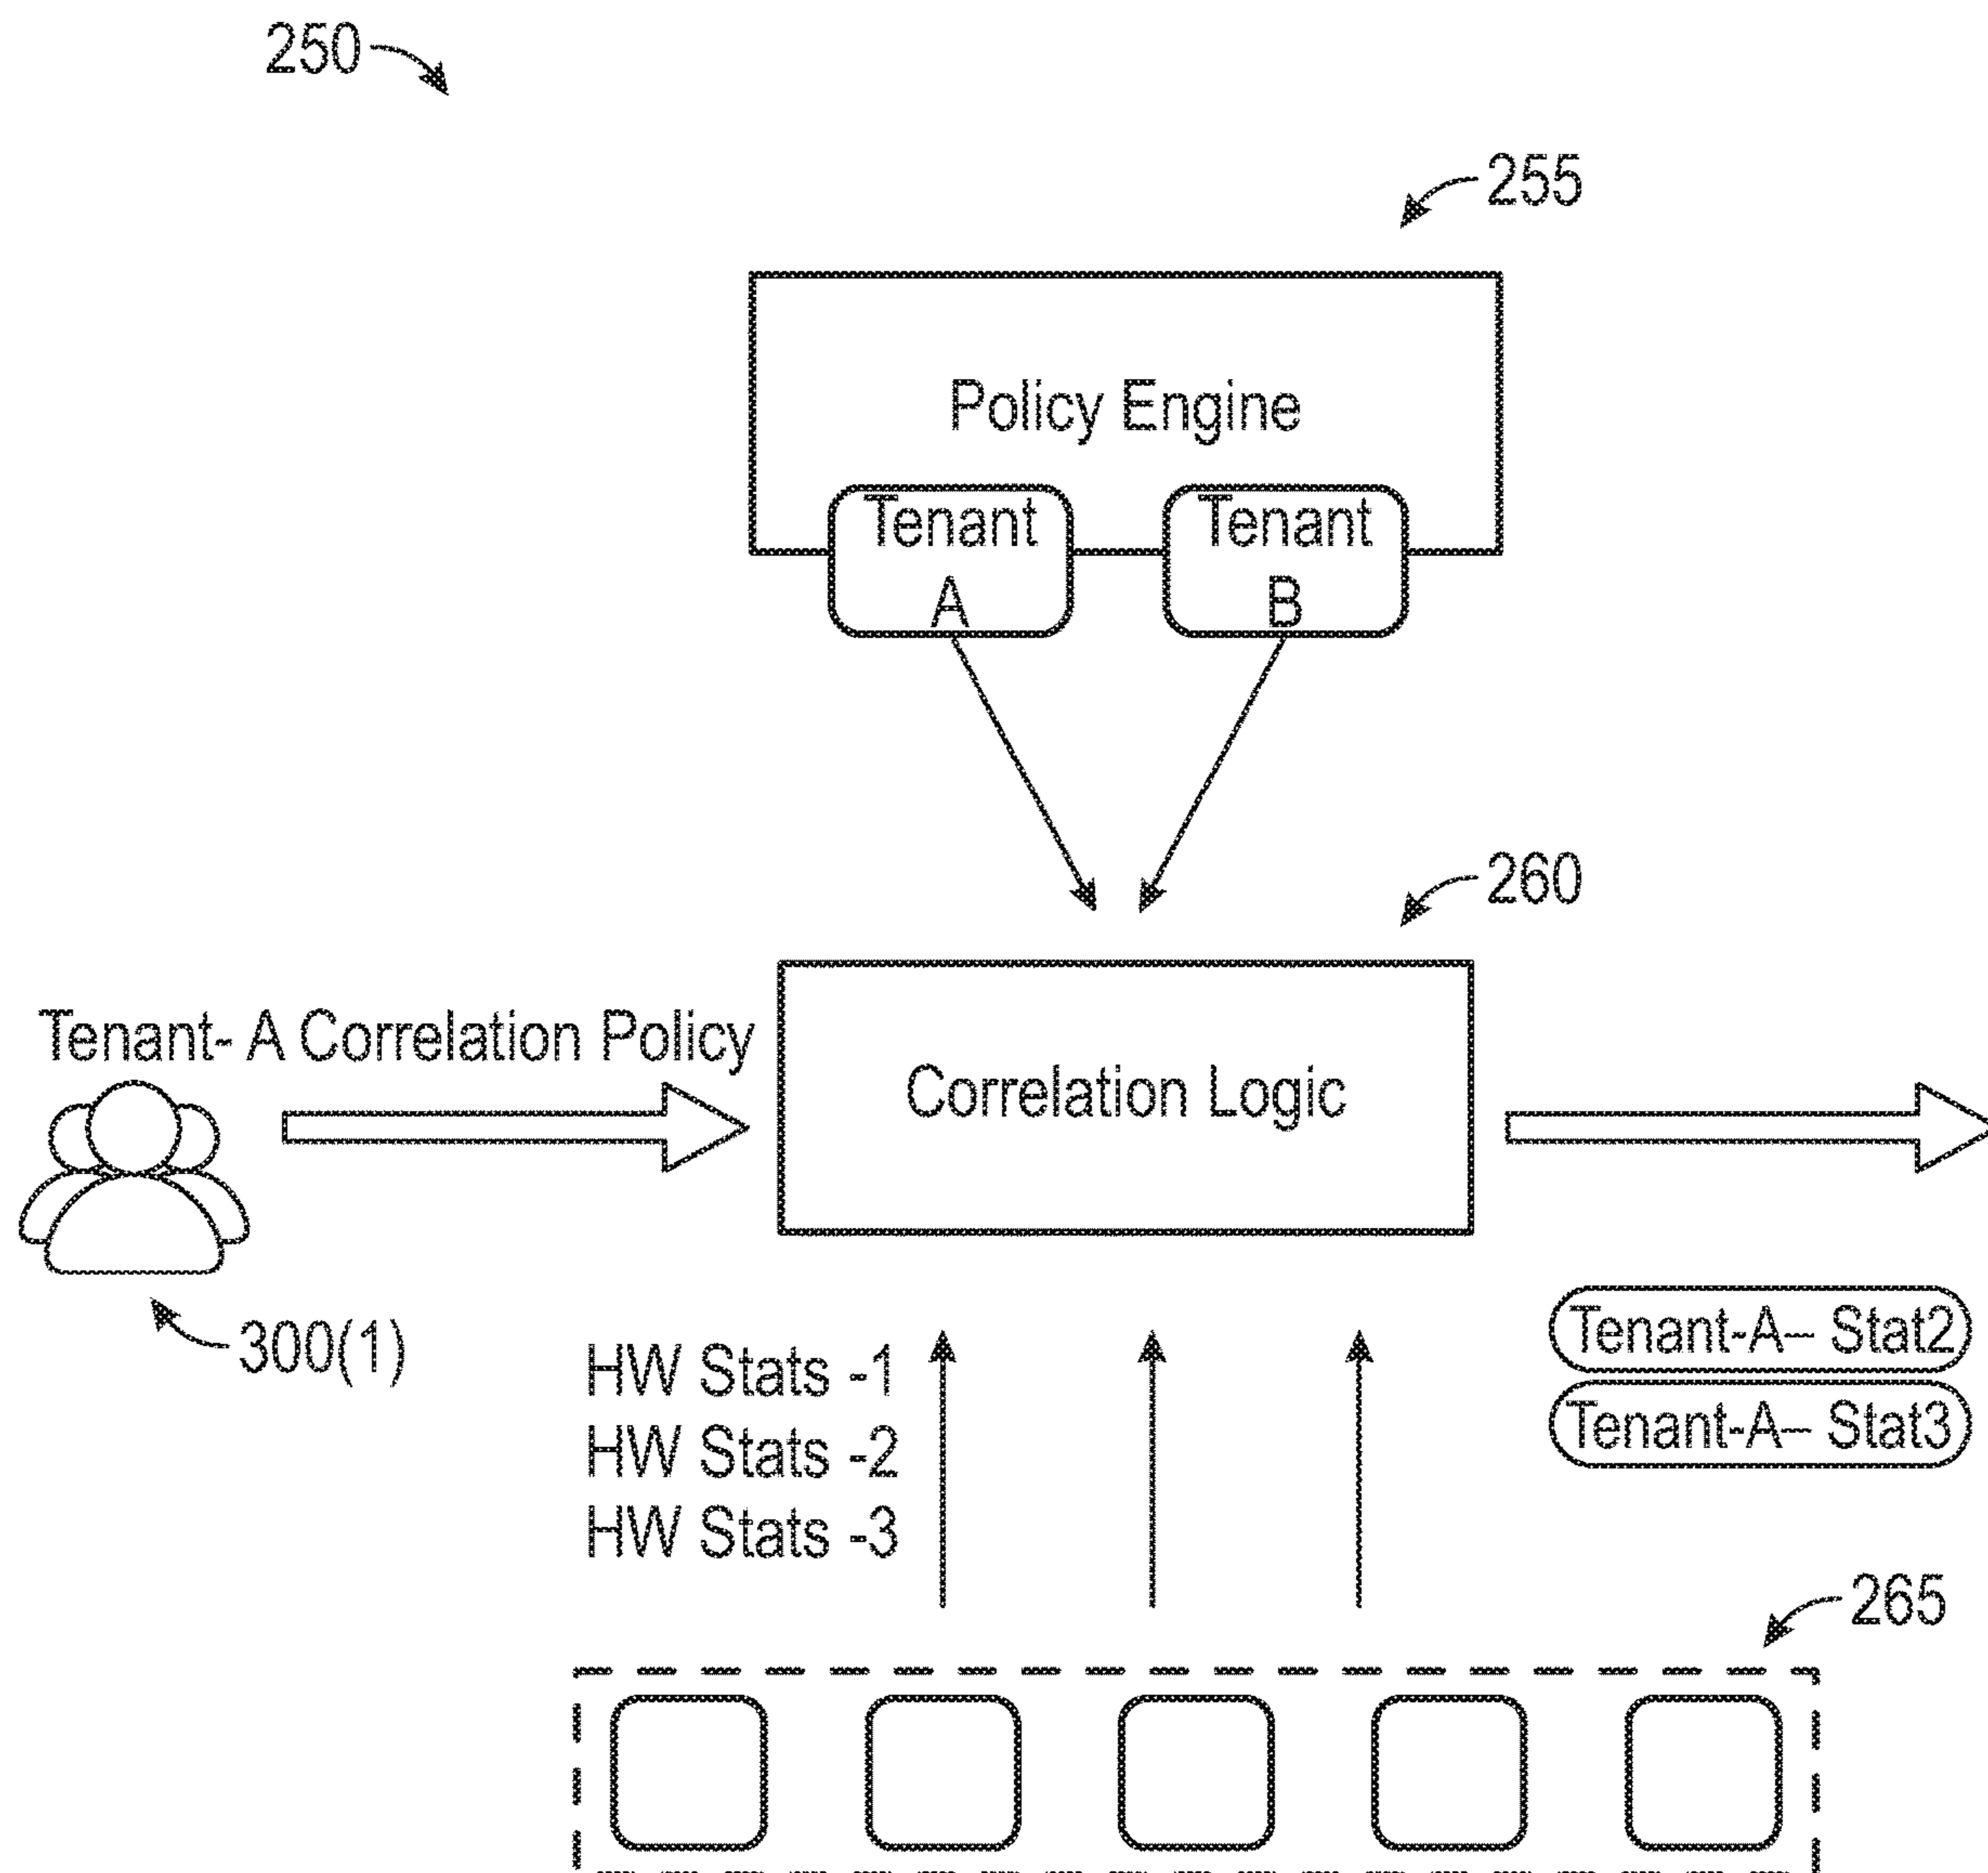 250
255
Policy Engine
Tenant
A
Tenant
B
260
Tenant- A Correlation Policy
Correlation Logic
300(1)
HW Stats -1
HW Stats -2
HW Stats -3
Tenant-A– Stat2
Tenant-A– Stat3
265